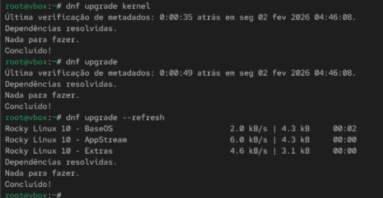 root@vbox:~# dnf upgrade kernel
Última verificação de metadados: 0:00:35 atrás em seg 02 fev 2026 04:46:08.
Dependências resolvidas.
Nada para fazer.
Concluído!
root@vbox:~# dnf upgrade
Última verificação de metadados: 0:00:49 atrás em seg 02 fev 2026 04:46:08.
Dependências resolvidas.
Nada para fazer.
Concluído!
root@vbox:~# dnf upgrade --refresh
Rocky Linux 10 - BaseOS 2.0 kB/s | 4.3 kB 00:02
Rocky Linux 10 - AppStream 6.0 kB/s | 4.3 kB 00:00
Rocky Linux 10 - Extras 4.6 kB/s | 3.1 kB 00:00
Dependências resolvidas.
Nada para fazer.
Concluído!
root@vbox:~#